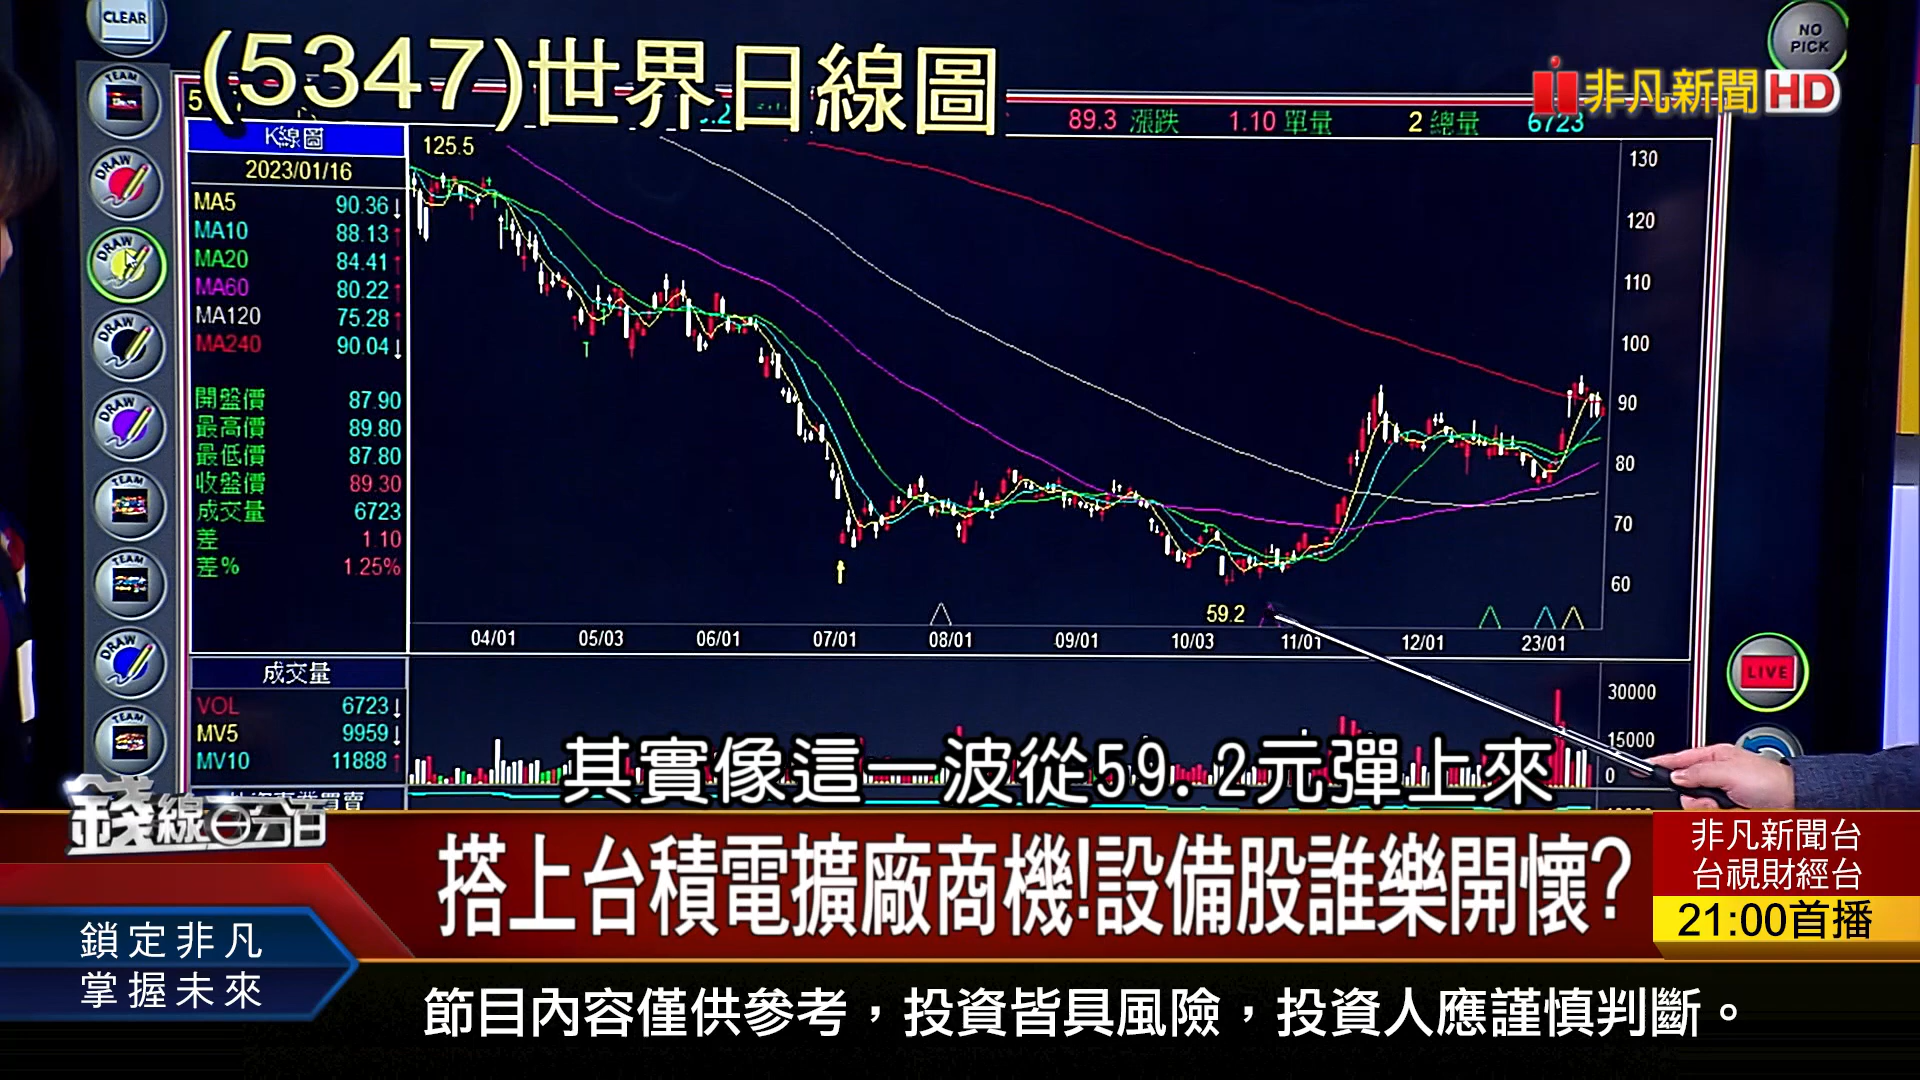 CLEAR
(5347)世界日線圖
NO
PICK
非凡新聞HD
TEAM
5
89.3 漲跌 1.10 單量 2 總量 6723
K線圖
125.5
2023/01/16
MA5 90.36↓
MA10 88.13↑
MA20 84.41↑
MA60 80.22↑
MA120 75.28↑
MA240 90.04↓
開盤價 87.90
最高價 89.80
最低價 87.80
收盤價 89.30
成交量 6723
差 1.10
差% 1.25%
DRAW
DRAW
DRAW
DRAW
TEAM
TEAM
DRAW
TEAM
130
120
110
100
90
80
70
60
T
59.2
04/01 05/03 06/01 07/01 08/01 09/01 10/03 11/01 12/01 23/01
成交量
VOL 6723↓
MV5 9959↓
MV10 11888↑
30000
15000
0
LIVE
其實像這一波從59.2元彈上來
錢線百分百
搭上台積電擴廠商機!設備股誰樂開懷?
非凡新聞台
台視財經台
21:00首播
鎖定非凡
掌握未來
節目內容僅供參考，投資皆具風險，投資人應謹慎判斷。